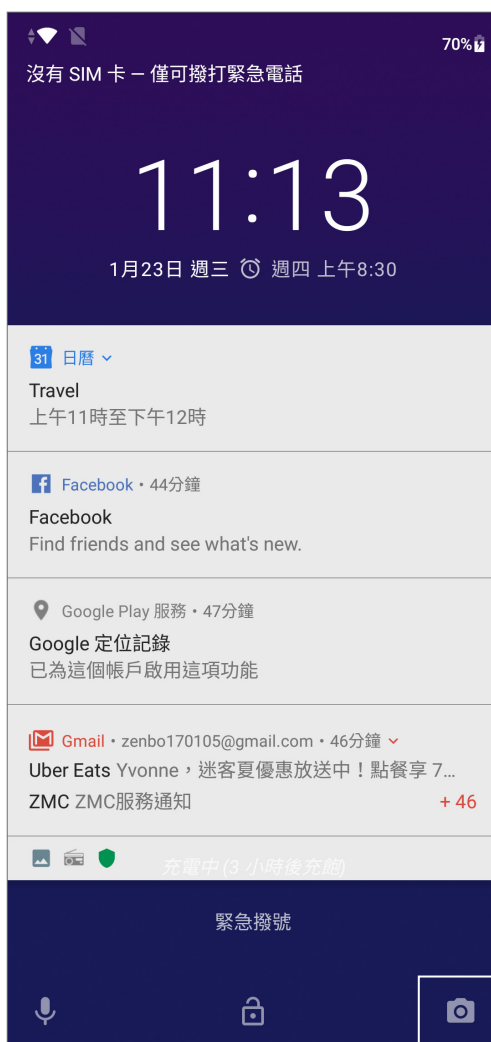 70%
沒有 SIM 卡 – 僅可撥打緊急電話
11:13
1月23日 週三 週四 上午8:30
31 日曆
Travel
上午11時至下午12時
Facebook • 44分鐘
Facebook
Find friends and see what's new.
Google Play 服務 • 47分鐘
Google 定位記錄
已為這個帳戶啟用這項功能
Gmail • zenbo170105@gmail.com • 46分鐘
Uber Eats Yvonne，迷客夏優惠放送中！點餐享 7...
ZMC ZMC服務通知 + 46
充電中 (3 小時後充飽)
緊急撥號